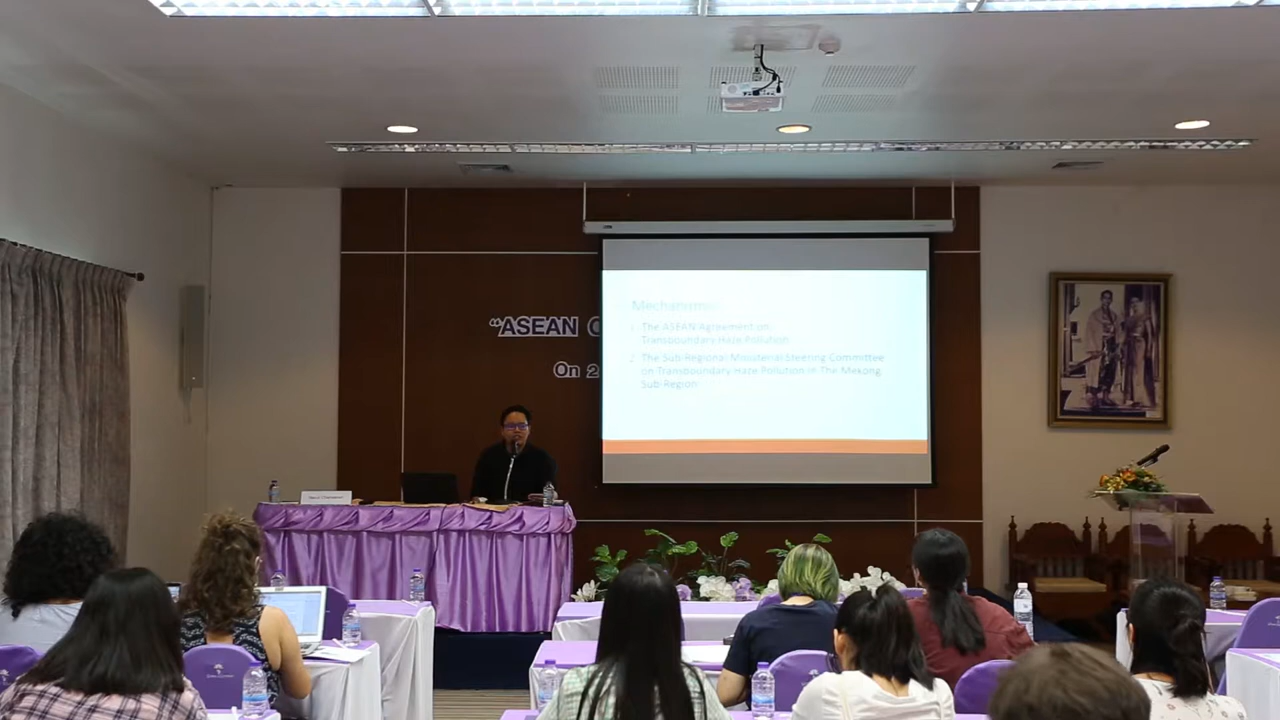 “ASEAN C
On 2
Mechanisms:
1. The ASEAN Agreement on
Transboundary Haze Pollution
2. The Sub-Regional Ministerial Steering Committee
on Transboundary Haze Pollution in The Mekong
Sub-Region